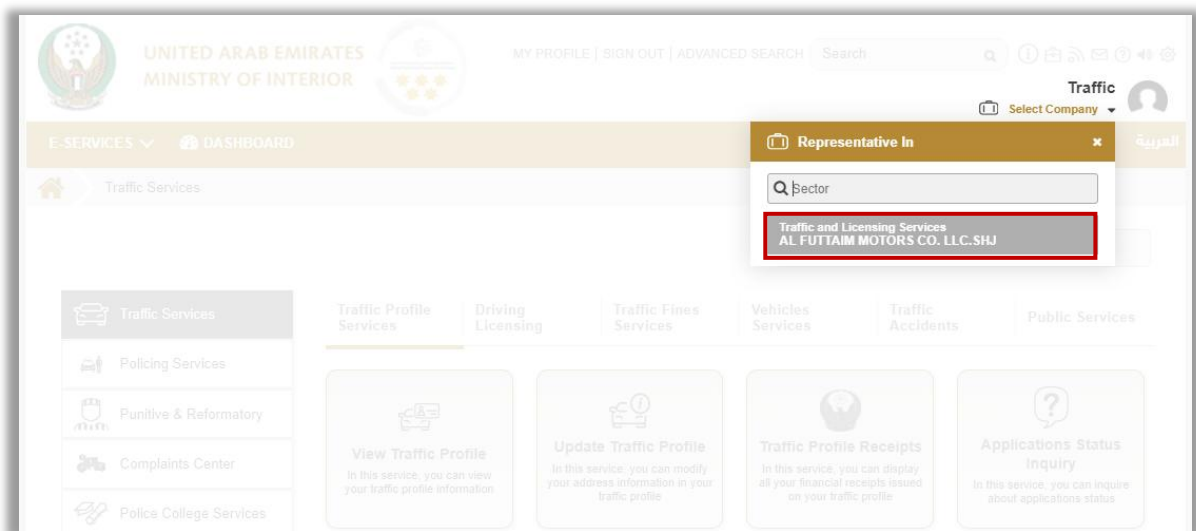 UNITED ARAB EMIRATES
MINISTRY OF INTERIOR
MY PROFILE | SIGN OUT | ADVANCED SEARCH
Search
Traffic
Select Company
E-SERVICES
DASHBOARD
Representative In
العربية
Traffic Services
Sector
Traffic and Licensing Services
AL FUTTAIM MOTORS CO. LLC.SHJ
Traffic Services
Policing Services
Punitive & Reformatory
Complaints Center
Police College Services
Traffic Profile
Services
Driving
Licensing
Traffic Fines
Services
Vehicles
Services
Traffic
Accidents
Public Services
View Traffic Profile
In this service, you can view
your traffic profile information
Update Traffic Profile
In this service, you can modify
your address information in your
traffic profile
Traffic Profile Receipts
In this service, you can display
all your financial receipts issued
on your traffic profile
Applications Status
Inquiry
In this service, you can inquire
about applications status